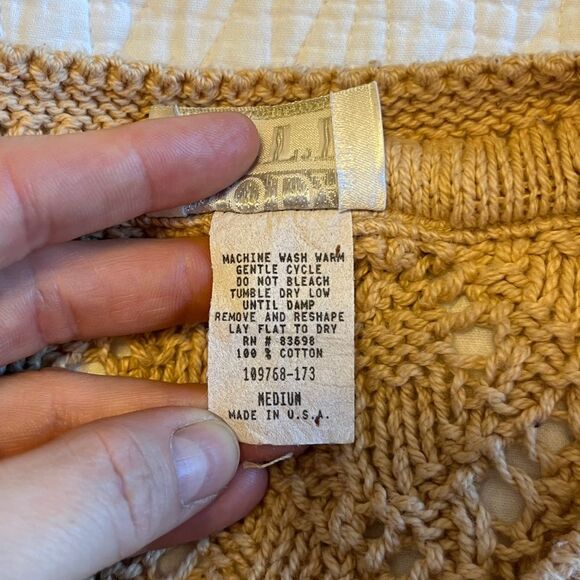 L.L
MACHINE WASH WARM
GENTLE CYCLE
DO NOT BLEACH
TUMBLE DRY LOW
UNTIL DAMP
REMOVE AND RESHAPE
LAY FLAT TO DRY
RN # 83698
100 % COTTON
109768-173
MEDIUM
MADE IN U.S.A.